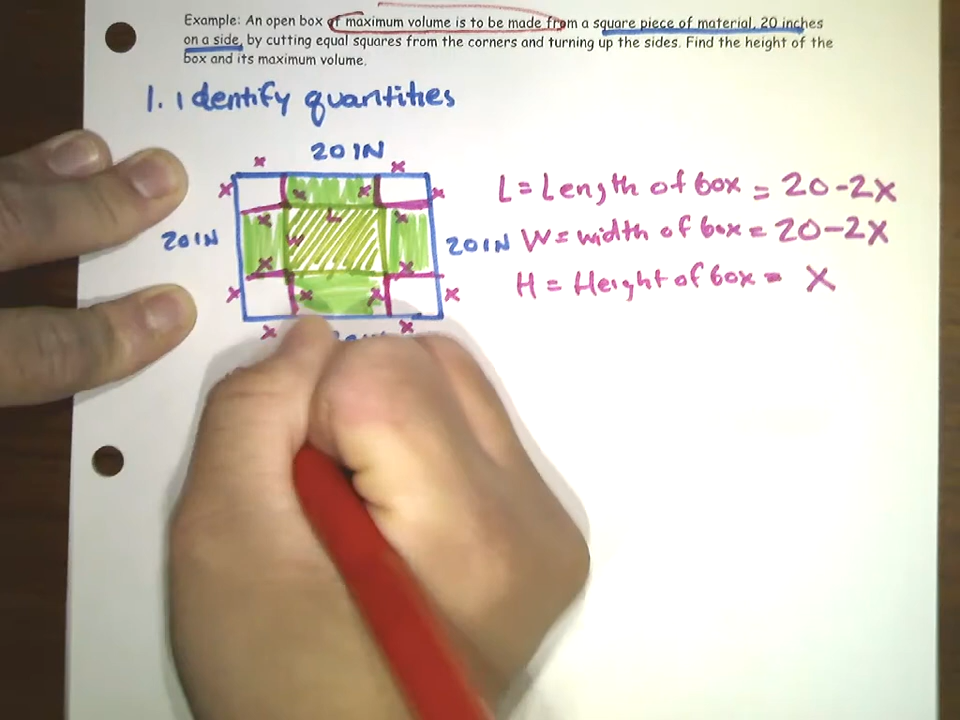 Example: An open box of maximum volume is to be made from a square piece of material, 20 inches
on a side, by cutting equal squares from the corners and turning up the sides. Find the height of the
box and its maximum volume.
1. identify quantities
20 IN
x x
x x x x
L = Length of box = 20-2X
x L x
20 IN W 20 IN
W = width of box = 20-2X
x x
H = Height of box = X
x x x x
x x